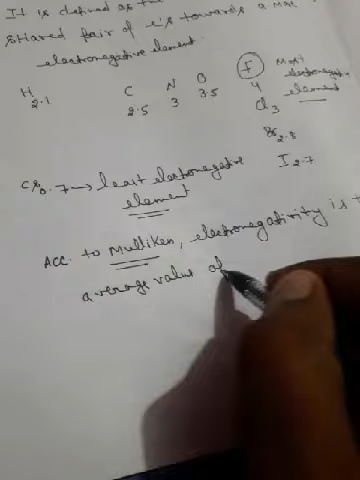 It is defined as the
shared pair of e's towards a more
electronegative element.
H 2.1 C 2.5 N 3 O 3.5 F 4 Most electronegative element
Cl 3
Br 2.8
I 2.7
Cs 0.7 → least electronegative
element
Acc. to Mulliken, electronegativity is
average value of